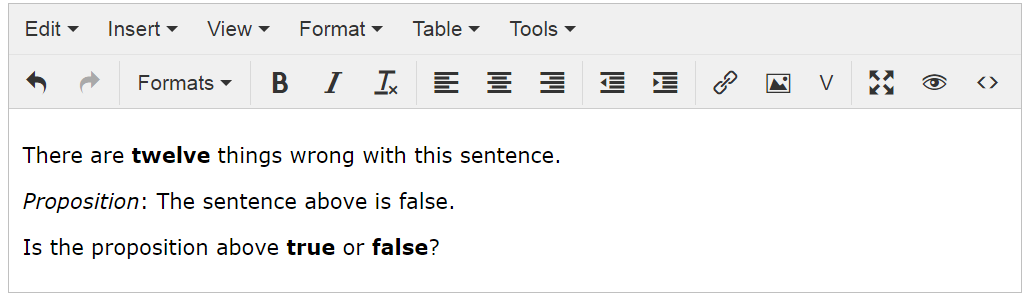 Edit Insert View Format Table Tools
Formats B I Tx V <>
There are twelve things wrong with this sentence.
Proposition: The sentence above is false.
Is the proposition above true or false?